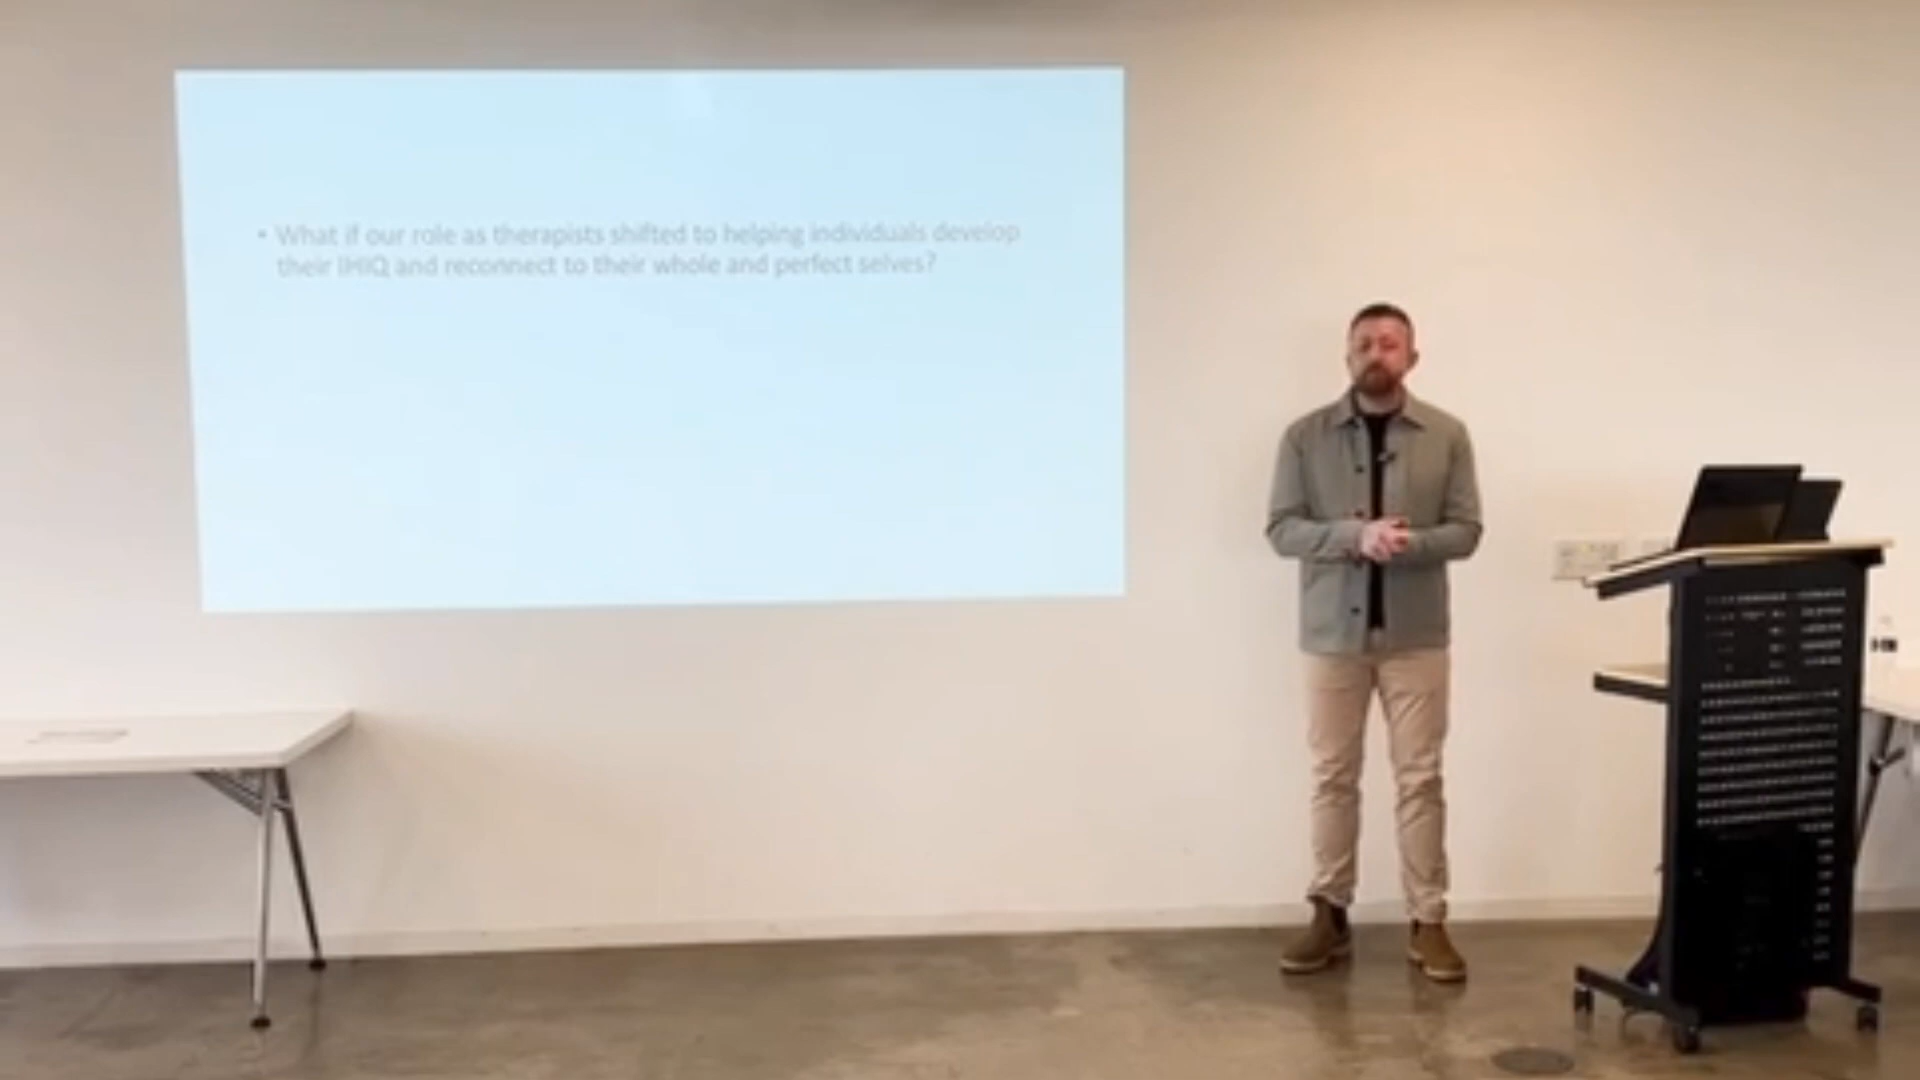 • What if our role as therapists shifted to helping individuals develop
their IHIQ and reconnect to their whole and perfect selves?